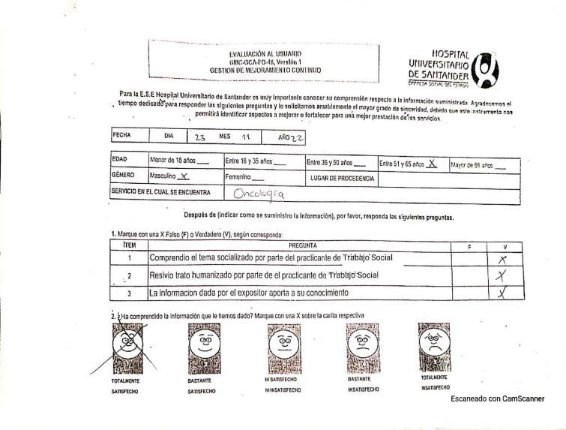 EVALUACIÓN AL USUARIO
GMC-GCA-FO-46, Versión 1
GESTION DE MEJORAMIENTO CONTINUO
HOSPITAL
UNIVERSITARIO
DE SANTANDER
EMPRESA SOCIAL DEL ESTADO
Para la E.S.E Hospital Universitario de Santander es muy importante conocer su comprensión respecto a la información suministrada. Agradecemos el
tiempo dedicado para responder las siguientes preguntas y le solicitamos amablemente el mayor grado de sinceridad, debido que este instrumento nos
permitirá identificar aspectos a mejorar o fortalecer para una mejor prestación de los servicios.
FECHA DIA 23 MES 11 AÑO 22
EDAD Menor de 18 años ___ Entre 18 y 35 años ___ Entre 36 y 50 años ___ Entre 51 y 65 años X Mayor de 65 años ___
GÉNERO Masculino X Femenino ___ LUGAR DE PROCEDENCIA
SERVICIO EN EL CUAL SE ENCUENTRA Oncología
Después de (indicar como se suministro la información), por favor, responda las siguientes preguntas.
1. Marque con una X Falso (F) o Verdadero (V), según corresponda:
ÍTEM PREGUNTA F V
1 Comprendio el tema socializado por parte del practicante de Trabajo Social X
2 Resivio trato humanizado por parte de el practicante de Trabajo Social X
3 La informacion dada por el expositor aporta a su conocimiento X
2. ¿Ha comprendido la información que le hemos dado? Marque con una X sobre la carita respectiva
TOTALMENTE BASTANTE NI SATISFECHO BASTANTE TOTALMENTE
SATISFECHO SATISFECHO NI INSATISFECHO INSATISFECHO INSATISFECHO
Escaneado con CamScanner